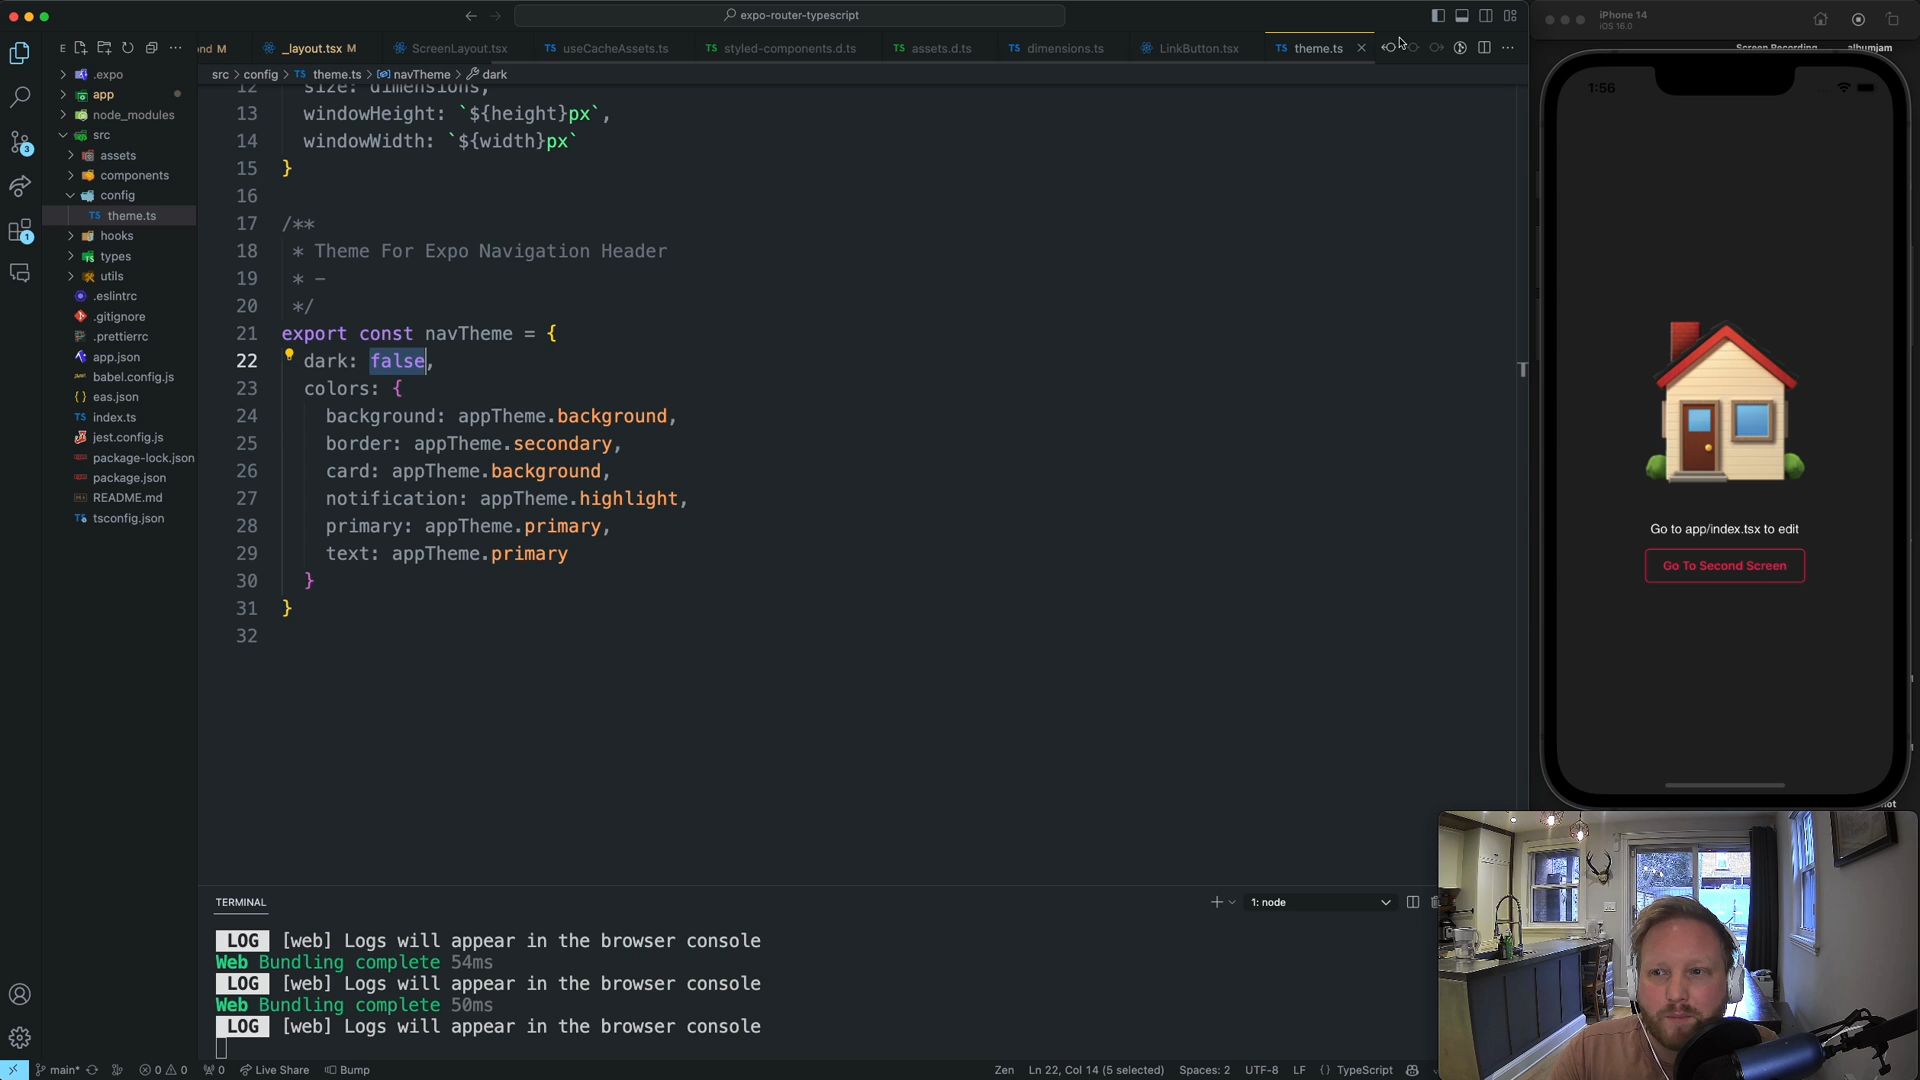 expo-router-typescript
iPhone 14
iOS 16.0
E
ond M
_layout.tsx M
ScreenLayout.tsx
useCacheAssets.ts
styled-components.d.ts
assets.d.ts
dimensions.ts
LinkButton.tsx
theme.ts
Screen Recording
albumjam
src > config > TS theme.ts > navTheme > dark
.expo
app
node_modules
src
assets
components
config
TS theme.ts
hooks
types
utils
.eslintrc
.gitignore
.prettierrc
app.json
babel.config.js
eas.json
TS index.ts
jest.config.js
package-lock.json
package.json
README.md
tsconfig.json
3
1
12 size: dimensions,
13 windowHeight: `${height}px`,
14 windowWidth: `${width}px`
15 }
16
17 /**
18 * Theme For Expo Navigation Header
19 * -
20 */
21 export const navTheme = {
22 dark: false,
23 colors: {
24 background: appTheme.background,
25 border: appTheme.secondary,
26 card: appTheme.background,
27 notification: appTheme.highlight,
28 primary: appTheme.primary,
29 text: appTheme.primary
30 }
31 }
32
1:56
Go to app/index.tsx to edit
Go To Second Screen
TERMINAL
1: node
LOG [web] Logs will appear in the browser console
Web Bundling complete 54ms
LOG [web] Logs will appear in the browser console
Web Bundling complete 50ms
LOG [web] Logs will appear in the browser console
main* 0 0 0 Live Share Bump
Zen Ln 22, Col 14 (5 selected) Spaces: 2 UTF-8 LF { } TypeScript